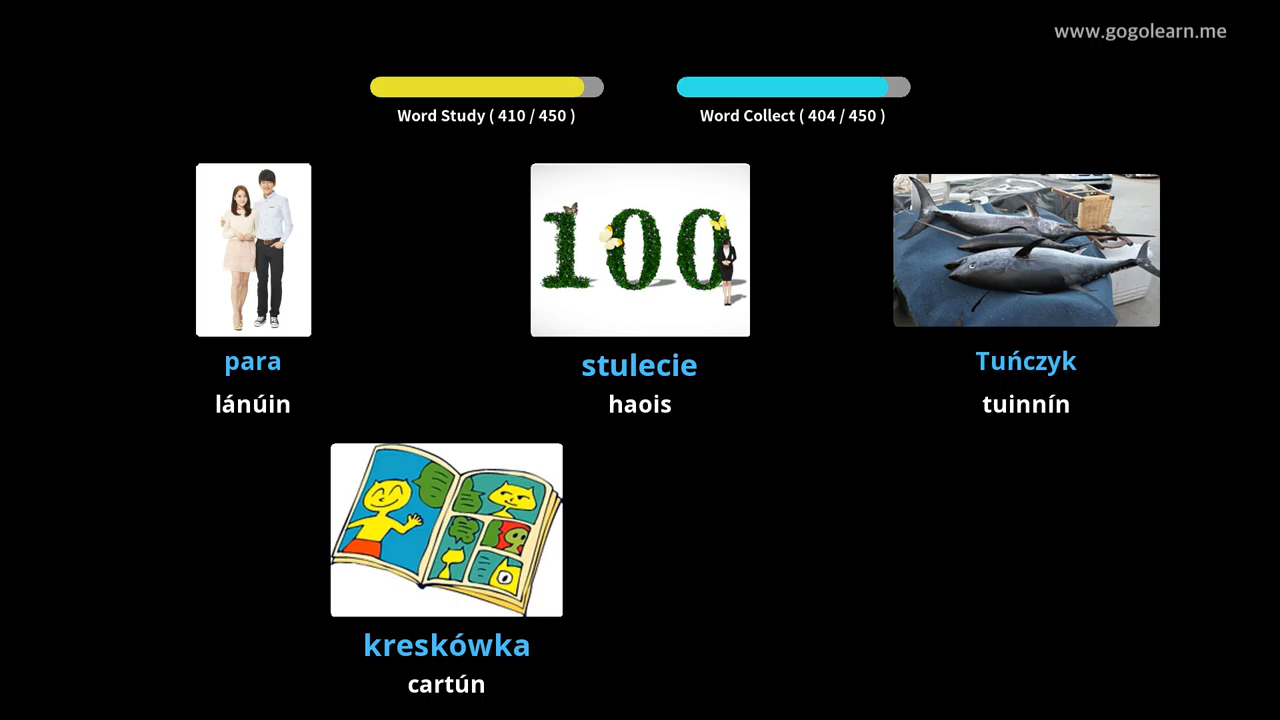 www.gogolearn.me
Word Study ( 410 / 450 )
Word Collect ( 404 / 450 )
100
para
stulecie
Tuńczyk
lánúin
haois
tuinnín
kreskówka
cartún